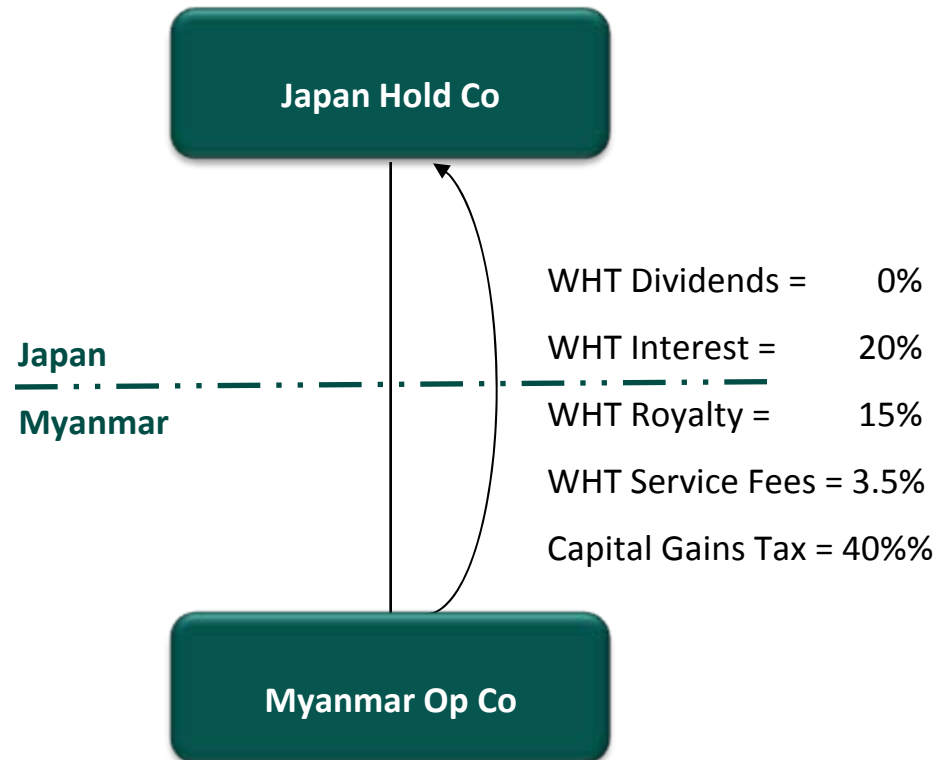 Japan Hold Co
WHT Dividends = 0%
WHT Interest = 20%
Japan
Myanmar
WHT Royalty = 15%
WHT Service Fees = 3.5%
Capital Gains Tax = 40%%
Myanmar Op Co